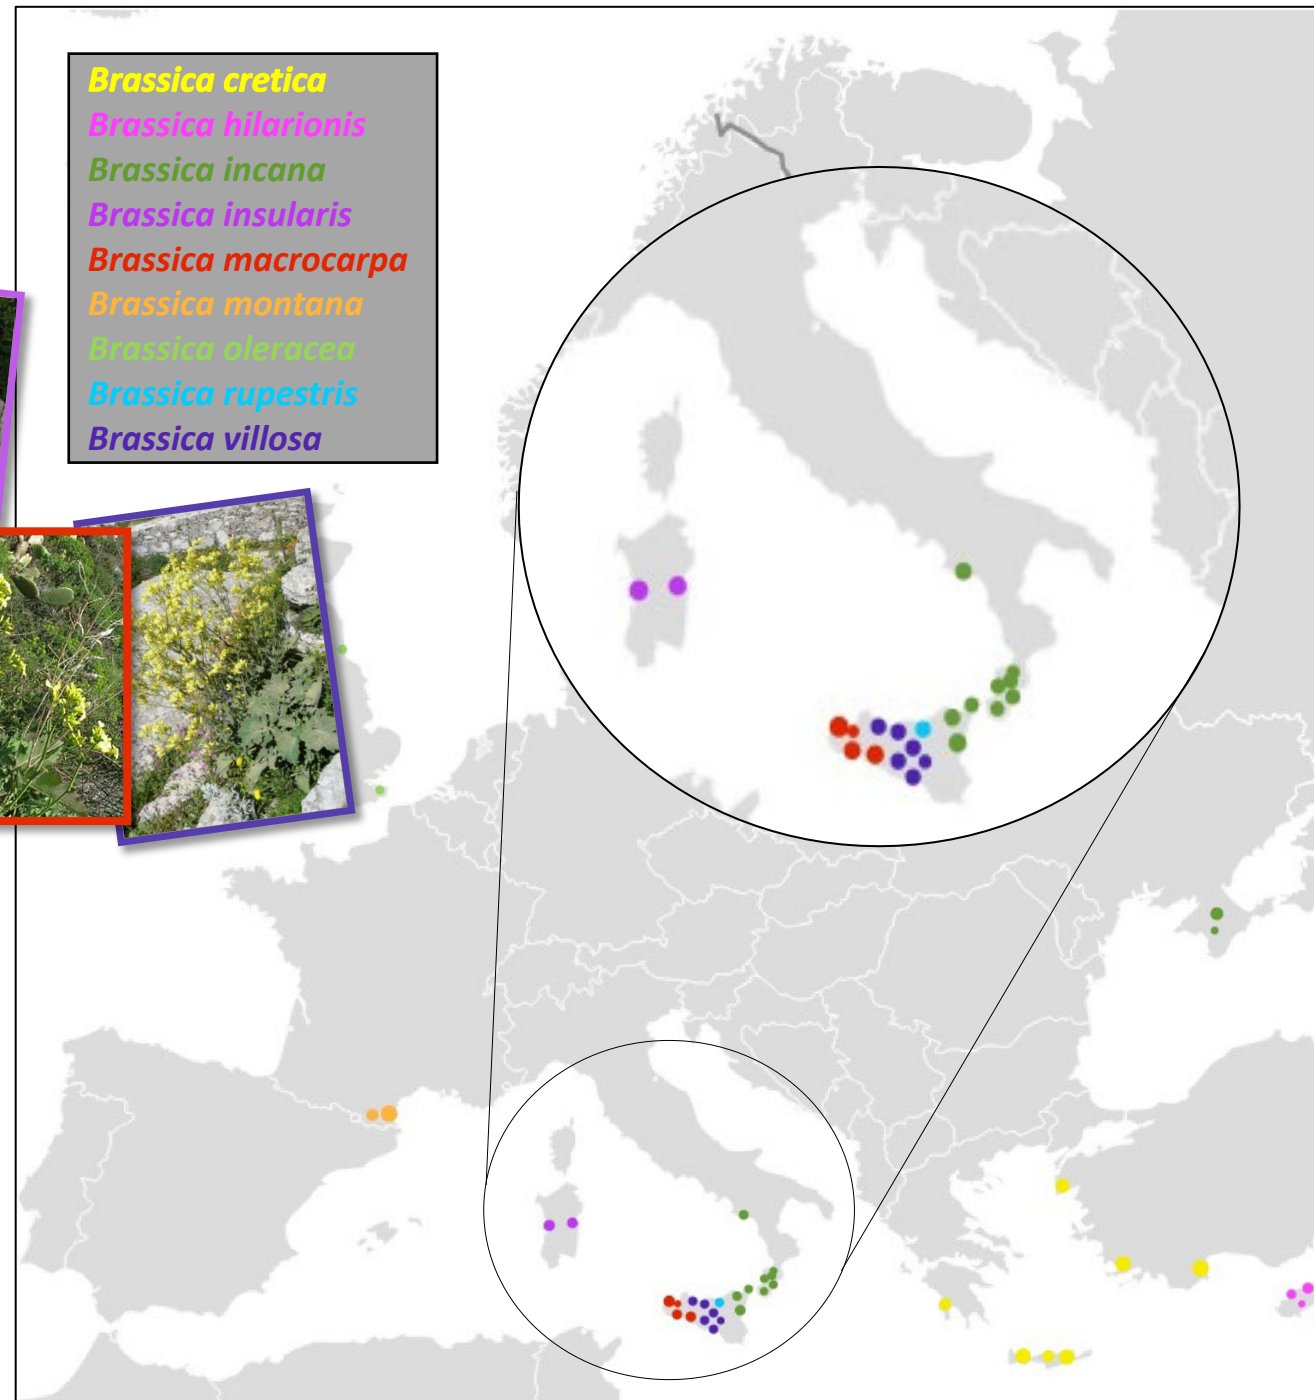 Brassica cretica
Brassica hilarionis
Brassica incana
Brassica insularis
Brassica macrocarpa
Brassica montana
Brassica oleracea
Brassica rupestris
Brassica villosa